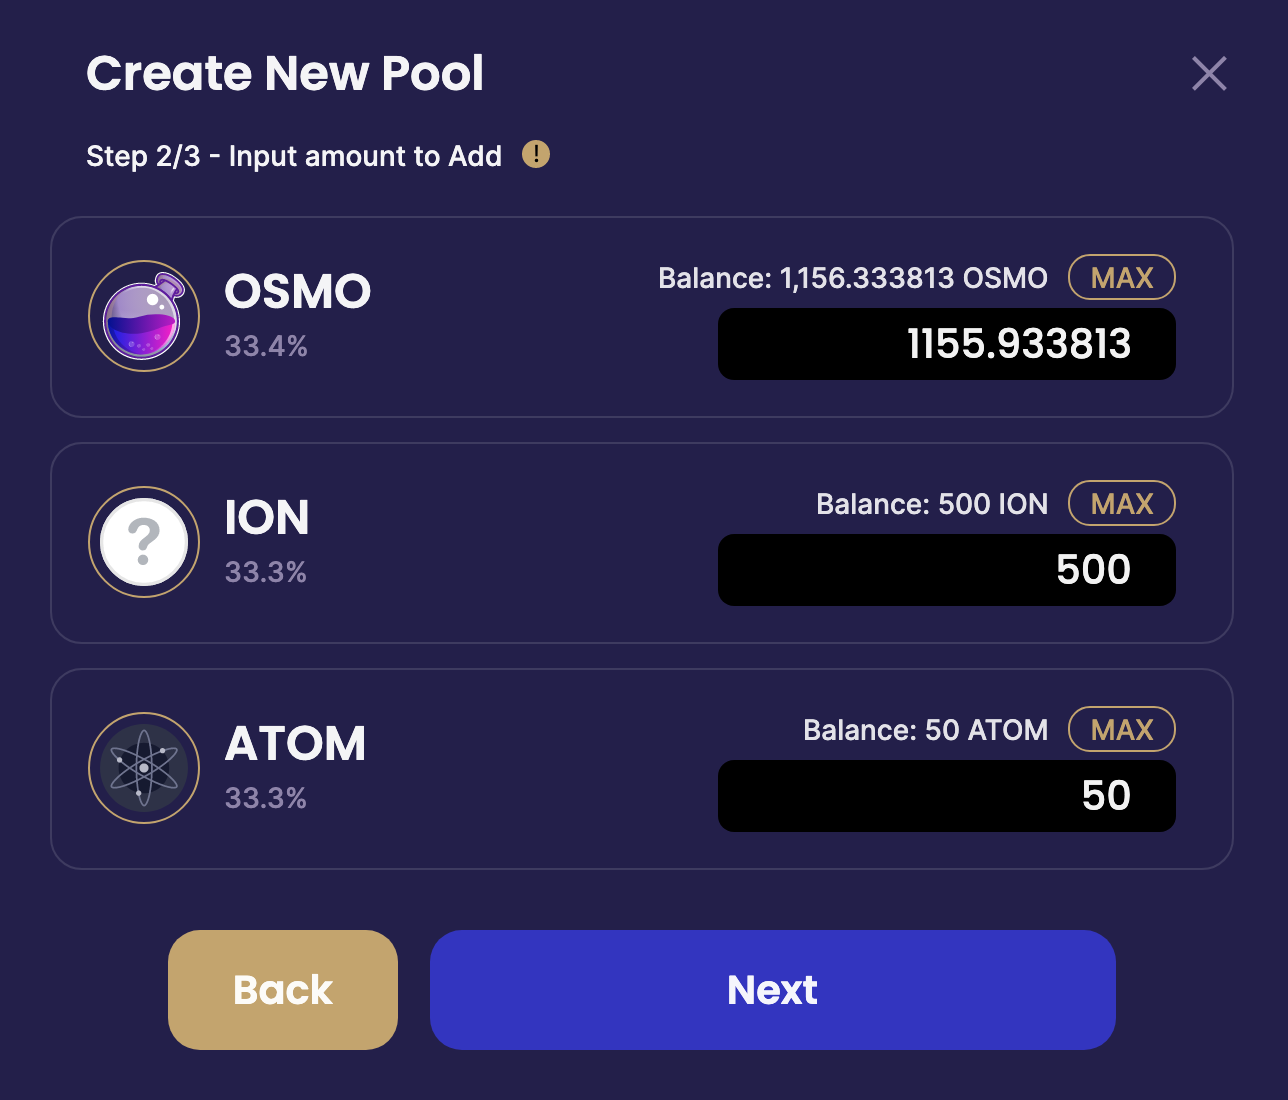 Create New Pool
Step 2/3 - Input amount to Add !
OSMO
33.4%
Balance: 1,156.333813 OSMO MAX
1155.933813
ION
33.3%
Balance: 500 ION MAX
500
ATOM
33.3%
Balance: 50 ATOM MAX
50
Back
Next